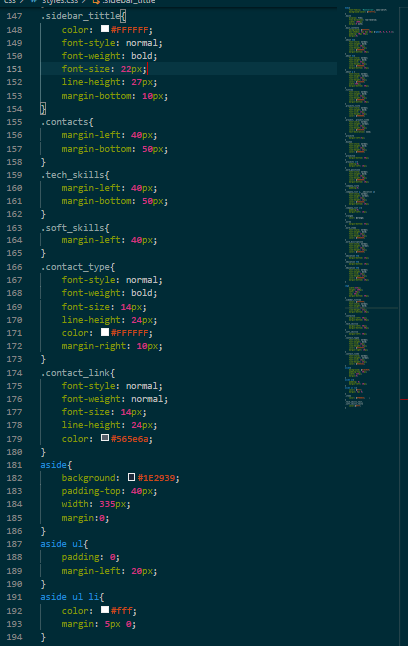 css > styles.css > .sidebar_tittle
147 .sidebar_tittle{
148 color: #FFFFFF;
149 font-style: normal;
150 font-weight: bold;
151 font-size: 22px;
152 line-height: 27px;
153 margin-bottom: 10px;
154 }
155 .contacts{
156 margin-left: 40px;
157 margin-bottom: 50px;
158 }
159 .tech_skills{
160 margin-left: 40px;
161 margin-bottom: 50px;
162 }
163 .soft_skills{
164 margin-left: 40px;
165 }
166 .contact_type{
167 font-style: normal;
168 font-weight: bold;
169 font-size: 14px;
170 line-height: 24px;
171 color: #FFFFFF;
172 margin-right: 10px;
173 }
174 .contact_link{
175 font-style: normal;
176 font-weight: normal;
177 font-size: 14px;
178 line-height: 24px;
179 color: #565e6a;
180 }
181 aside{
182 background: #1E2939;
183 padding-top: 40px;
184 width: 335px;
185 margin:0;
186 }
187 aside ul{
188 padding: 0;
189 margin-left: 20px;
190 }
191 aside ul li{
192 color: #fff;
193 margin: 5px 0;
194 }